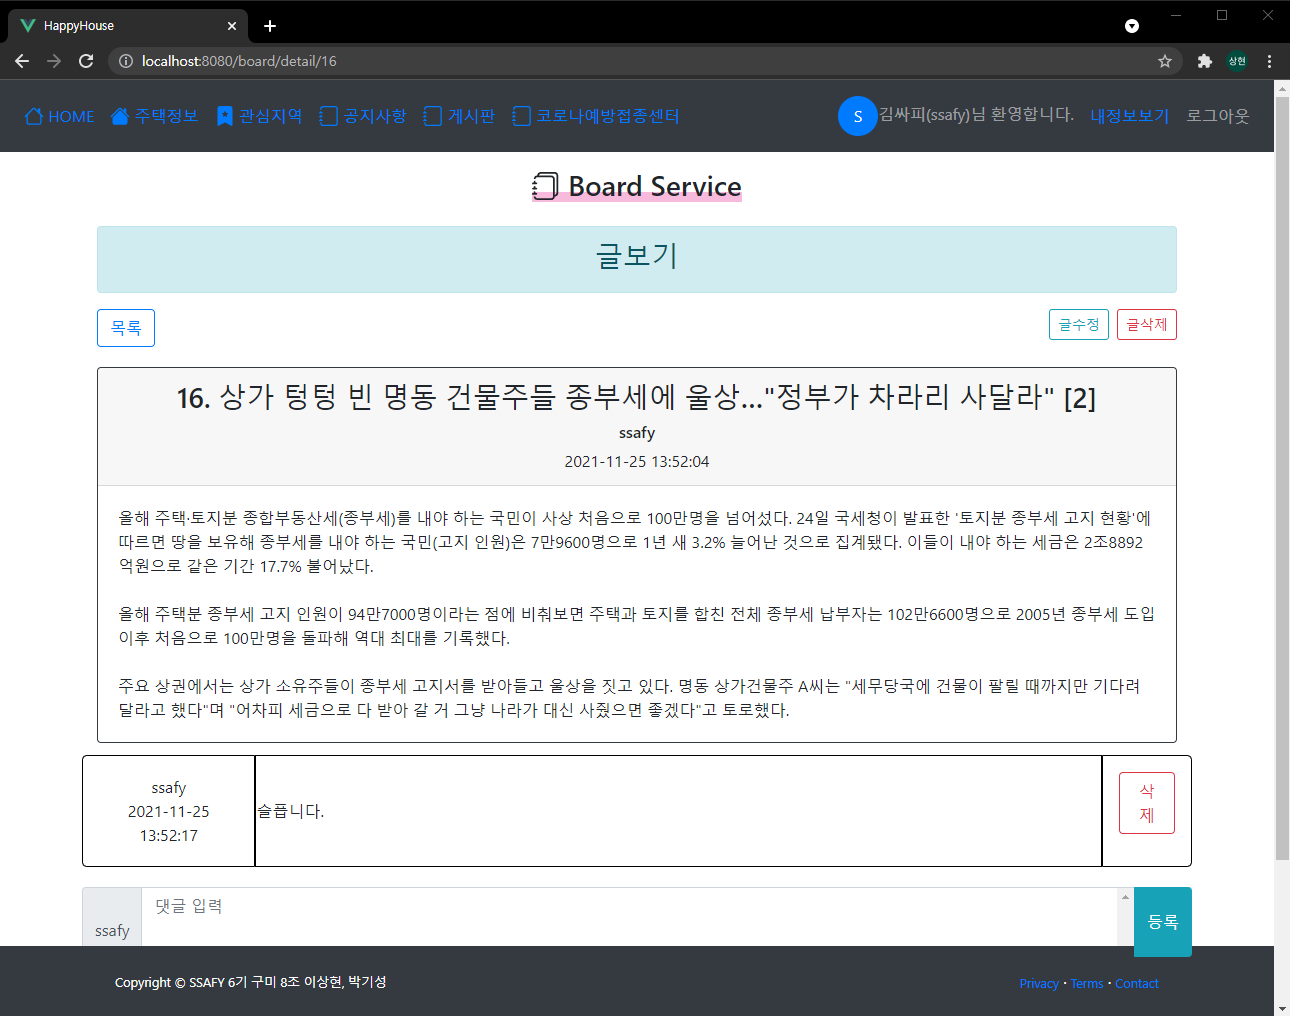 HappyHouse
localhost:8080/board/detail/16
상현
HOME 주택정보 관심지역 공지사항 게시판 코로나예방접종센터 S 김싸피(ssafy)님 환영합니다. 내정보보기 로그아웃
Board Service
글보기
목록 글수정 글삭제
16. 상가 텅텅 빈 명동 건물주들 종부세에 울상..."정부가 차라리 사달라" [2]
ssafy
2021-11-25 13:52:04
올해 주택·토지분 종합부동산세(종부세)를 내야 하는 국민이 사상 처음으로 100만명을 넘어섰다. 24일 국세청이 발표한 '토지분 종부세 고지 현황'에
따르면 땅을 보유해 종부세를 내야 하는 국민(고지 인원)은 7만9600명으로 1년 새 3.2% 늘어난 것으로 집계됐다. 이들이 내야 하는 세금은 2조8892
억원으로 같은 기간 17.7% 불어났다.
올해 주택분 종부세 고지 인원이 94만7000명이라는 점에 비춰보면 주택과 토지를 합친 전체 종부세 납부자는 102만6600명으로 2005년 종부세 도입
이후 처음으로 100만명을 돌파해 역대 최대를 기록했다.
주요 상권에서는 상가 소유주들이 종부세 고지서를 받아들고 울상을 짓고 있다. 명동 상가건물주 A씨는 "세무당국에 건물이 팔릴 때까지만 기다려
달라고 했다"며 "어차피 세금으로 다 받아 갈 거 그냥 나라가 대신 사줬으면 좋겠다"고 토로했다.
ssafy
2021-11-25
13:52:17
슬픕니다.
삭
제
댓글 입력
ssafy
등록
Copyright © SSAFY 6기 구미 8조 이상현, 박기성
Privacy · Terms · Contact